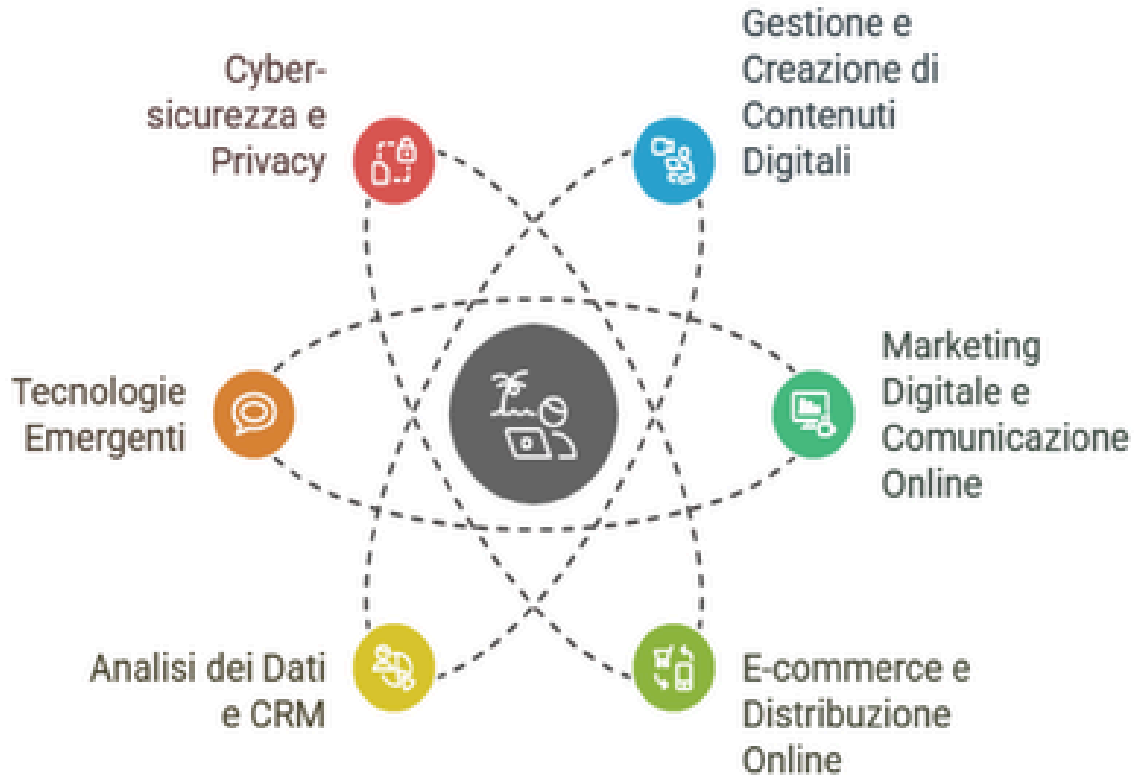 Cyber-
sicurezza e
Privacy
Gestione e
Creazione di
Contenuti
Digitali
Tecnologie
Emergenti
Marketing
Digitale e
Comunicazione
Online
Analisi dei Dati
e CRM
E-commerce e
Distribuzione
Online